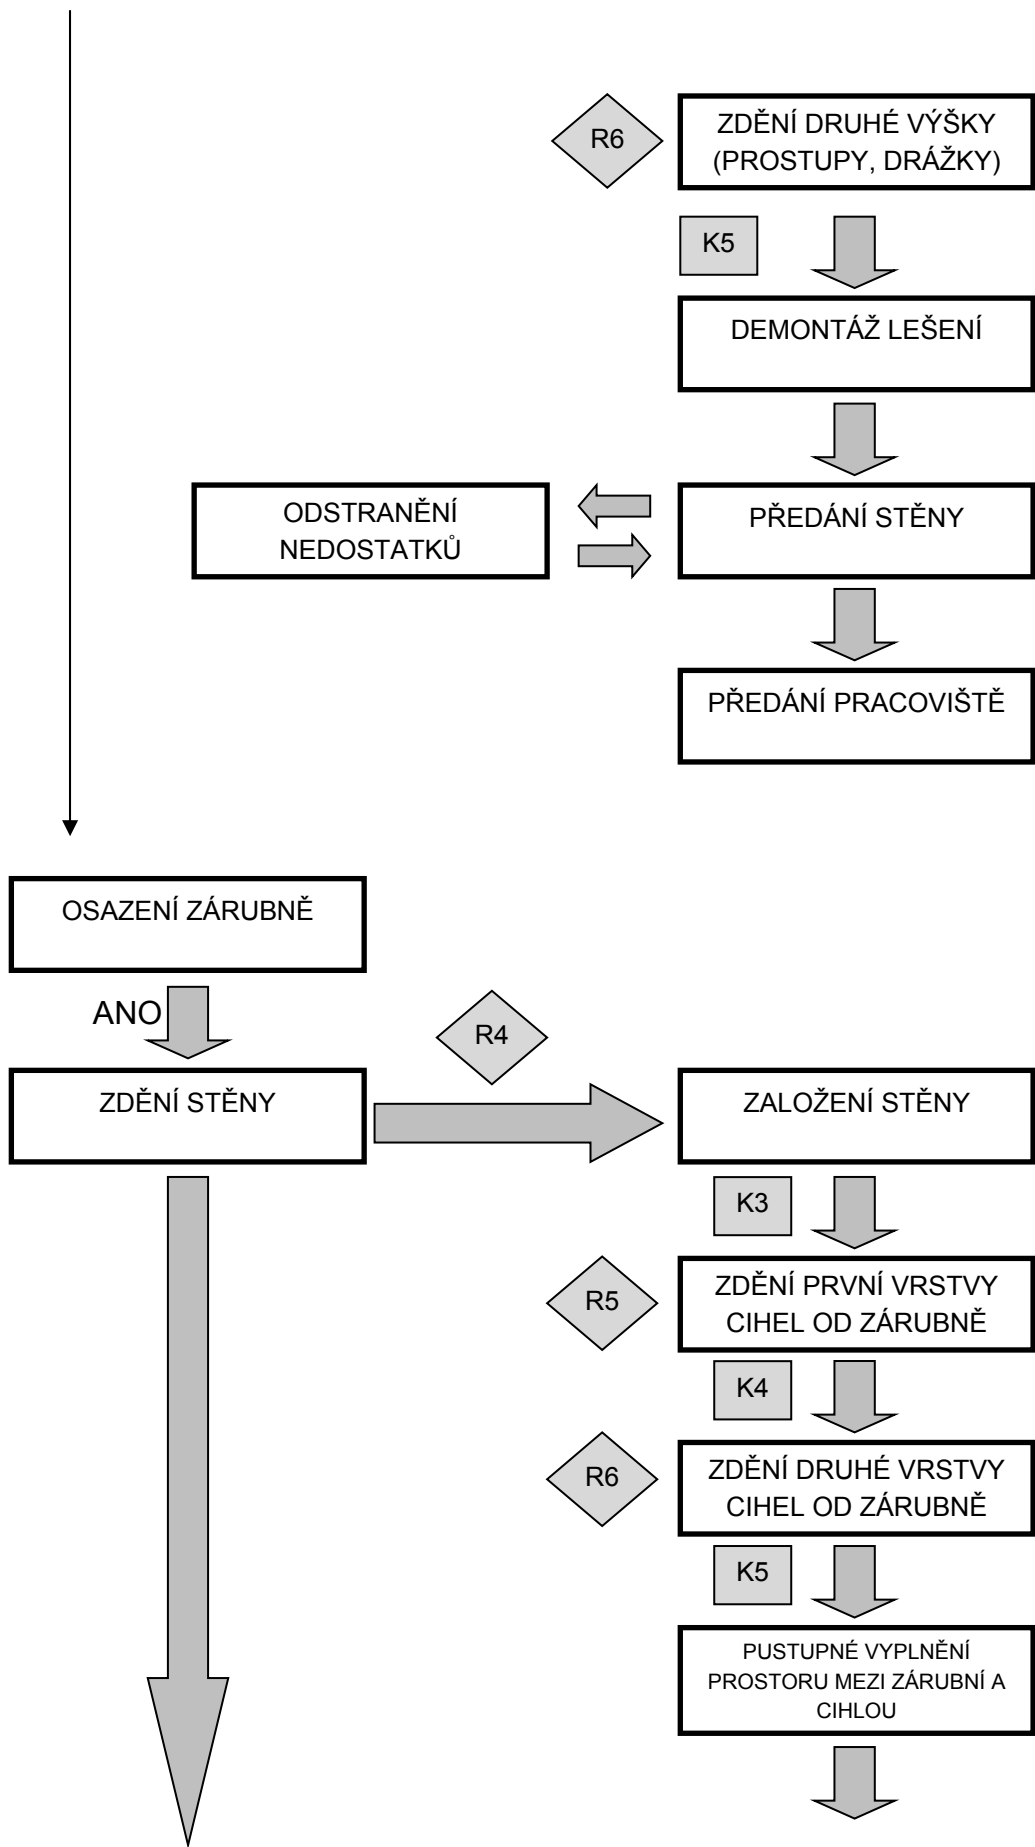 R6
ZDĚNÍ DRUHÉ VÝŠKY
(PROSTUPY, DRÁŽKY)
K5
DEMONTÁŽ LEŠENÍ
ODSTRANĚNÍ
NEDOSTATKŮ
PŘEDÁNÍ STĚNY
PŘEDÁNÍ PRACOVIŠTĚ
OSAZENÍ ZÁRUBNĚ
ANO
R4
ZDĚNÍ STĚNY
ZALOŽENÍ STĚNY
K3
R5
ZDĚNÍ PRVNÍ VRSTVY
CIHEL OD ZÁRUBNĚ
K4
R6
ZDĚNÍ DRUHÉ VRSTVY
CIHEL OD ZÁRUBNĚ
K5
PUSTUPNÉ VYPLNĚNÍ
PROSTORU MEZI ZÁRUBNÍ A
CIHLOU